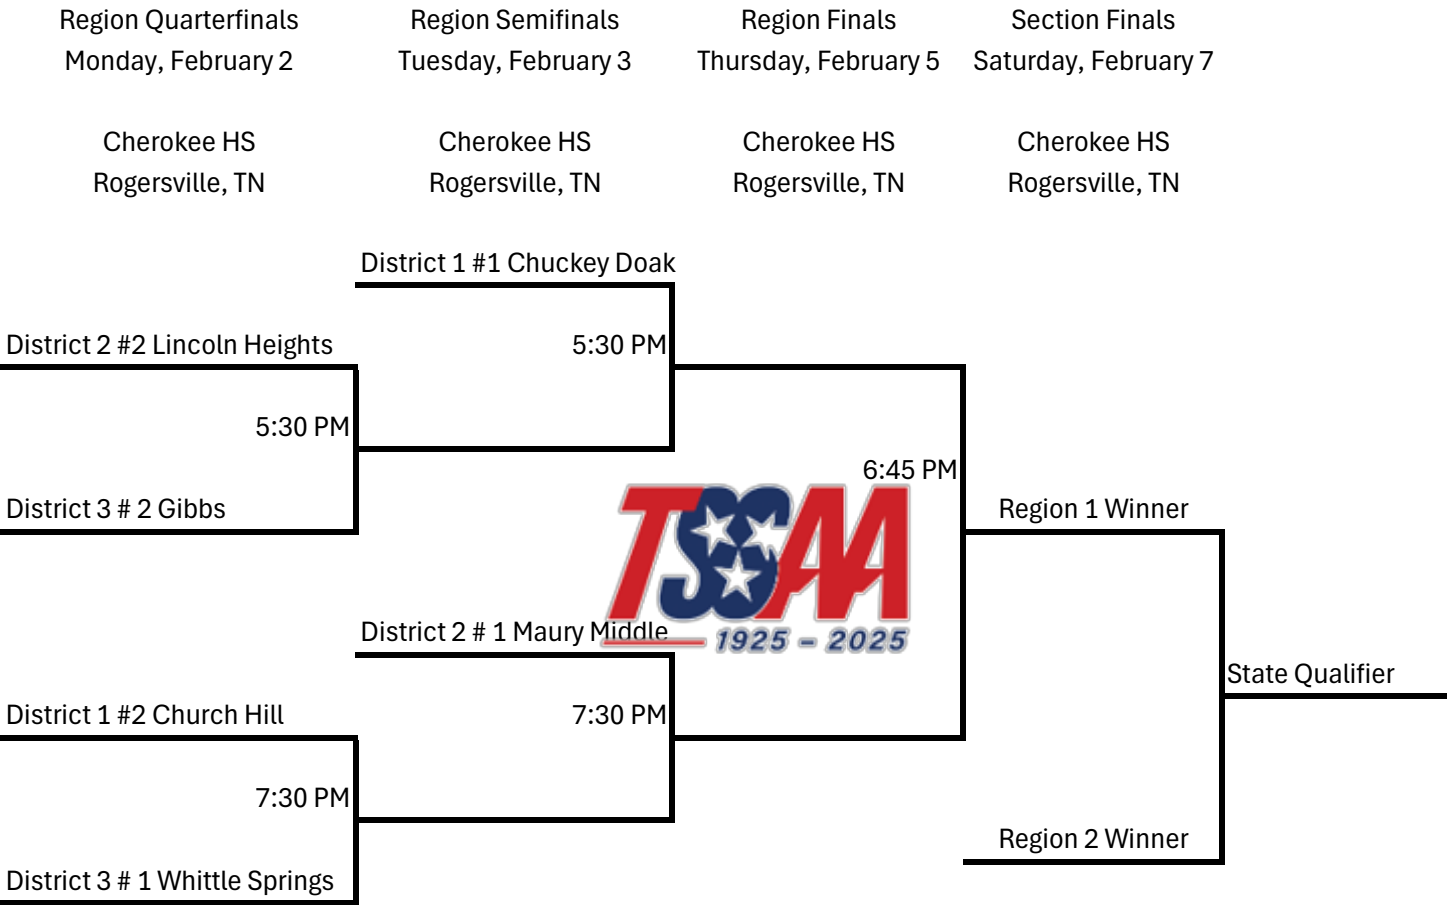 Region Quarterfinals
Monday, February 2
Cherokee HS
Rogersville, TN
Region Semifinals
Tuesday, February 3
Cherokee HS
Rogersville, TN
Region Finals
Thursday, February 5
Cherokee HS
Rogersville, TN
Section Finals
Saturday, February 7
Cherokee HS
Rogersville, TN
District 1 #1 Chuckey Doak
District 2 #2 Lincoln Heights
5:30 PM
5:30 PM
6:45 PM
District 3 # 2 Gibbs
Region 1 Winner
TSSAA
1925 - 2025
District 2 # 1 Maury Middle
State Qualifier
District 1 #2 Church Hill
7:30 PM
7:30 PM
Region 2 Winner
District 3 # 1 Whittle Springs